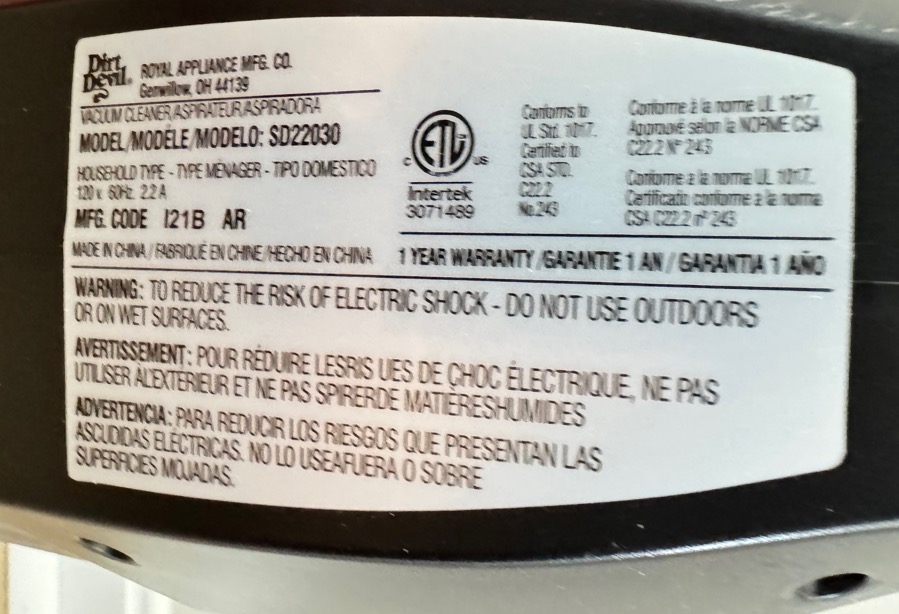 Dirt
Devil®
ROYAL APPLIANCE MFG. CO.
Genwillow, OH 44139
VACUUM CLEANER/ASPIRATEUR/ASPIRADORA
MODEL/MODÈLE/MODELO: SD22030
HOUSEHOLD TYPE - TYPE MÉNAGER - TIPO DOMESTICO
120 v. 60Hz. 2.2 A
MFG. CODE I21B AR
MADE IN CHINA / FABRIQUÉ EN CHINE/HECHO EN CHINA
C ETL US
Intertek
3071489
Conforms to
UL Std. 1017.
Certified to
CSA STD.
C22.2
No.243
Conforme à la norme UL 1017.
Approuvé selon la NORME CSA
C22.2 N° 243
Conforme a la norma UL 1017.
Certificado conforme a la norma
CSA C22.2 nº 243
1 YEAR WARRANTY / GARANTIE 1 AN / GARANTIA 1 AÑO
WARNING: TO REDUCE THE RISK OF ELECTRIC SHOCK - DO NOT USE OUTDOORS
OR ON WET SURFACES.
AVERTISSEMENT: POUR RÉDUIRE LESRIS UES DE CHOC ÉLECTRIQUE, NE PAS
UTILISER ALEXTERIEUR ET NE PAS SPIRERDE MATIERESHUMIDES
ADVERTENCIA: PARA REDUCIR LOS RIESGOS QUE PRESENTAN LAS
ASCUDIDAS ELÉCTRICAS. NO LO USEAFUERA O SOBRE
SUPERFICIES MOJADAS.